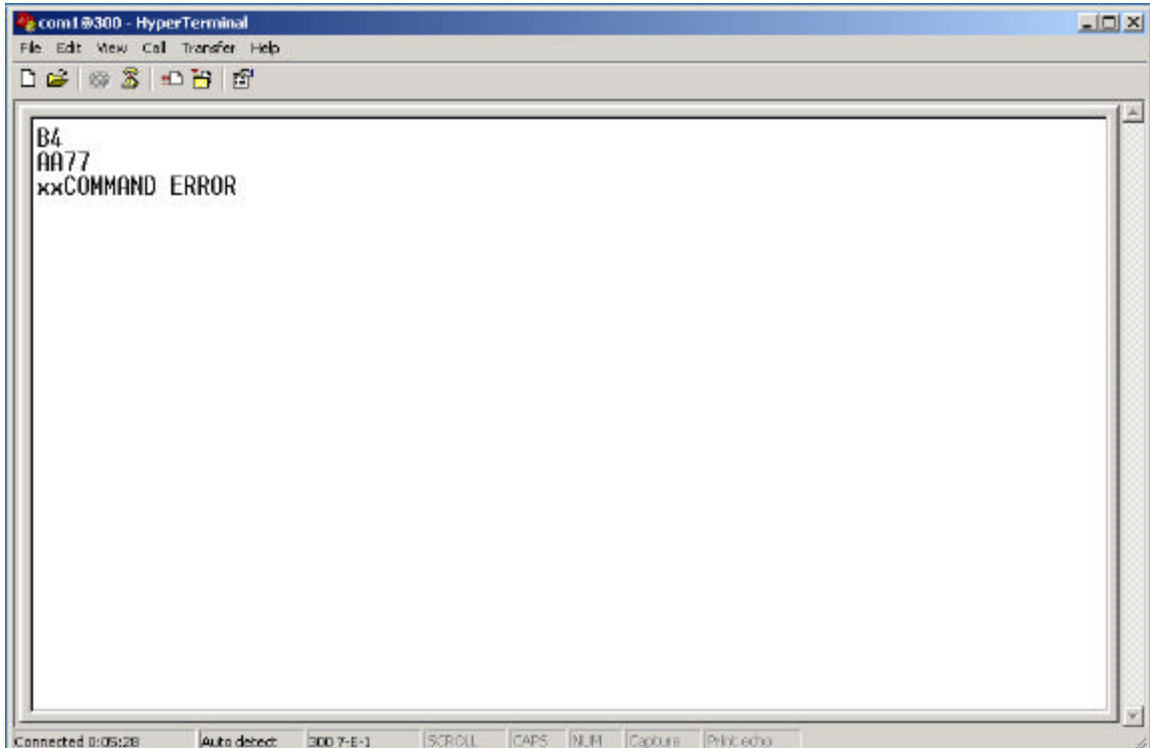 com1@300 - HyperTerminal
File Edit View Call Transfer Help
B4
AA77
xxCOMMAND ERROR
Connected 0:05:28 Auto detect 300 7-E-1 SCROLL CAPS NUM Capture Print echo